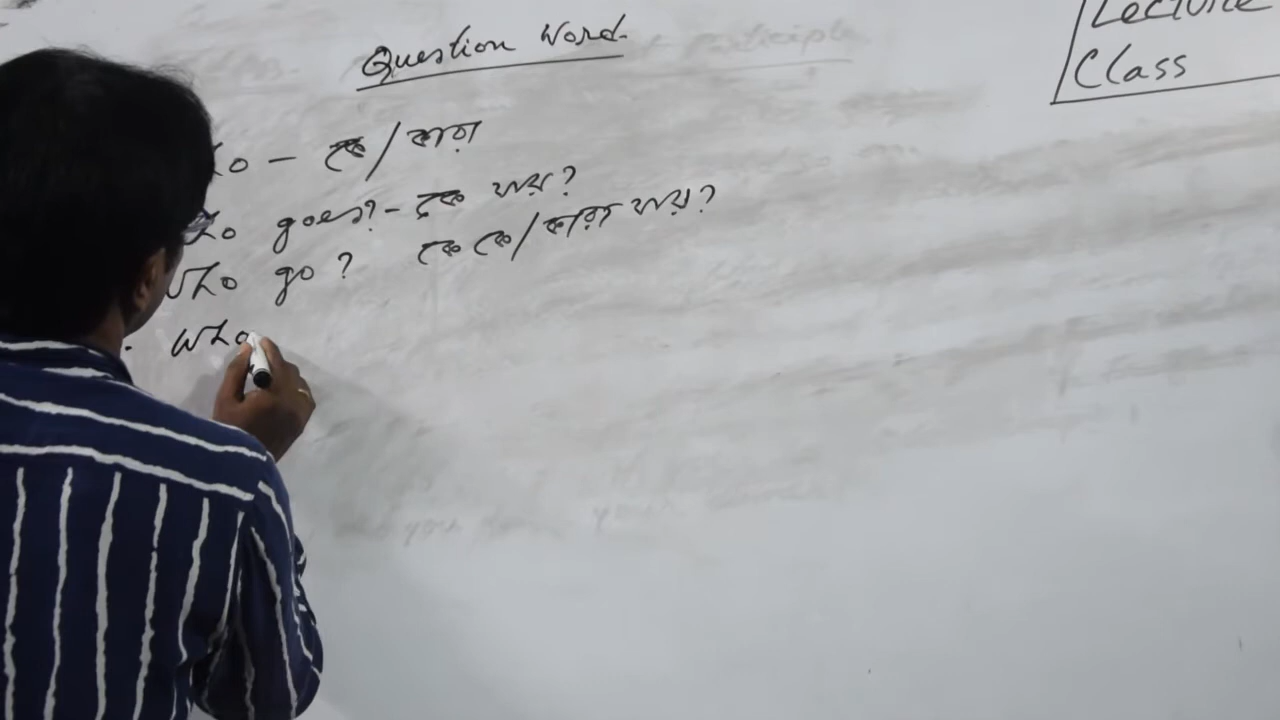 Question Word.
Lecture
Class
Who – কে/কারা
Who goes? – কে যায়?
Who go? কে কে/কারা যায়?
Who